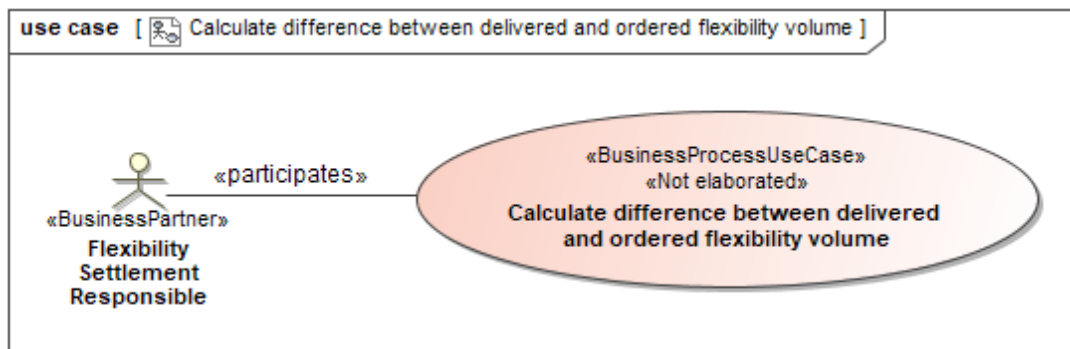 use case [ Calculate difference between delivered and ordered flexibility volume ]
«participates»
«BusinessPartner»
Flexibility
Settlement
Responsible
«BusinessProcessUseCase»
«Not elaborated»
Calculate difference between delivered
and ordered flexibility volume